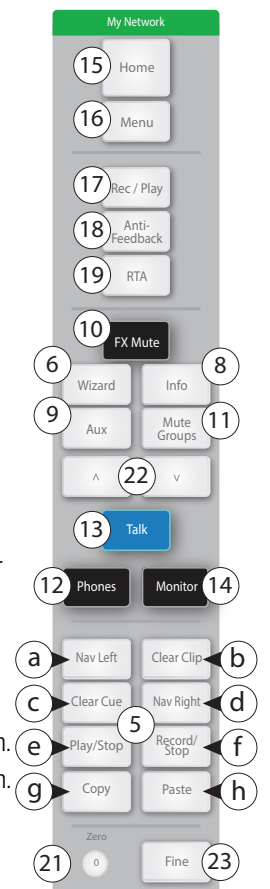 My Network
15 Home
16 Menu
17 Rec / Play
18 Anti-
Feedback
19 RTA
10
FX Mute
6 8
Wizard Info
9 Aux Mute
Groups 11
^ 22 v
13 Talk
12 Phones Monitor 14
a Nav Left Clear Clip b
c Clear Cue Nav Right d
5
n. e Play/Stop Record/
Stop f
n. g Copy Paste h
Zero
21 0 Fine 23